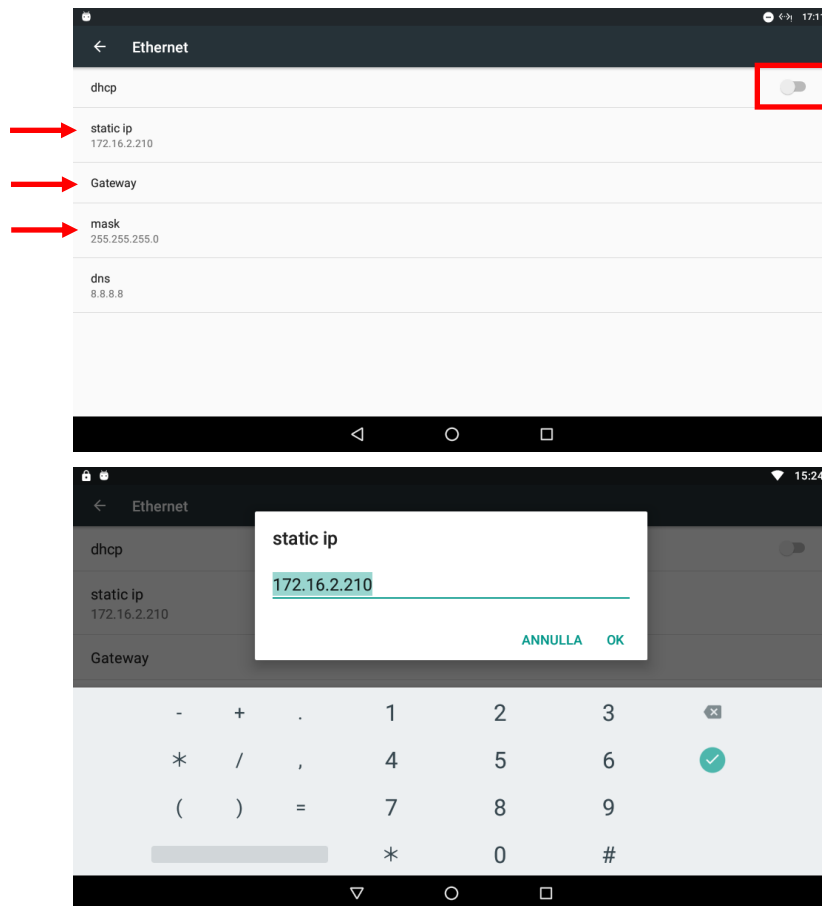 17:11
Ethernet
dhcp
static ip
172.16.2.210
Gateway
mask
255.255.255.0
dns
8.8.8.8
15:24
Ethernet
dhcp
static ip
172.16.2.210
Gateway
static ip
172.16.2.210
ANNULLA OK
- + . 1 2 3
* / , 4 5 6
( ) = 7 8 9
* 0 #